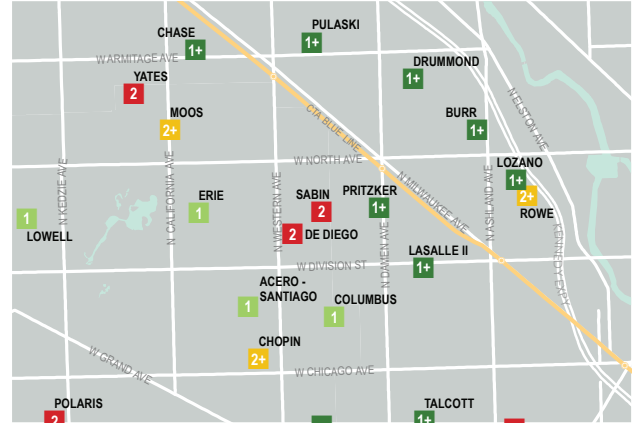 PULASKI
CHASE
1+
1+
W ARMITAGE AVE
DRUMMOND
YATES
1+
2
N ELSTON AVE
MOOS
BURR
CTA BLUE LINE
2+
1+
W NORTH AVE
LOZANO
N KEDZIE AVE
N CALIFORNIA AVE
N WESTERN AVE
N MILWAUKEE AVE
N ASHLAND AVE
1+
ERIE
SABIN
PRITZKER
2+
1
1
2
1+
ROWE
LOWELL
2
DE DIEGO
N DAMEN AVE
KENNEDY EXPY
LASALLE II
W DIVISION ST
1+
ACERO -
SANTIAGO
COLUMBUS
1
1
CHOPIN
2+
W GRAND AVE
W CHICAGO AVE
POLARIS
TALCOTT
2
1+